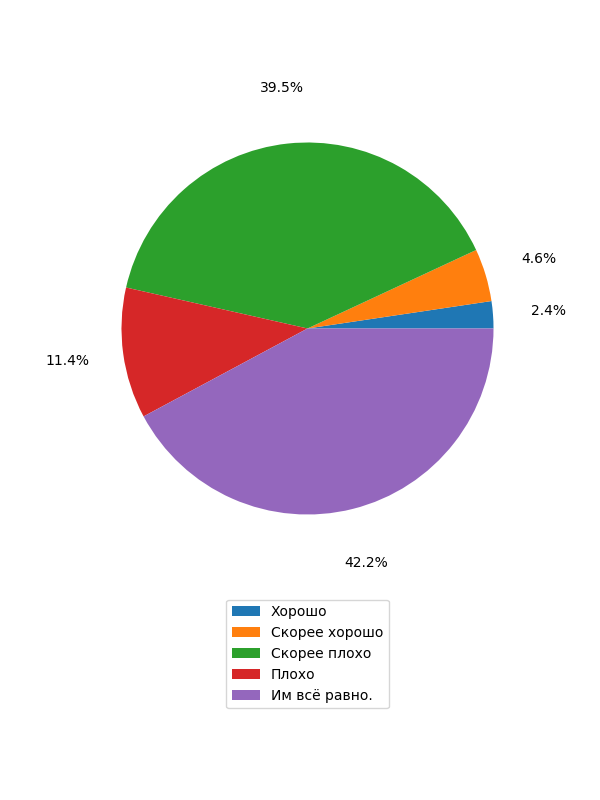 39.5%
4.6%
2.4%
11.4%
42.2%
Хорошо
Скорее хорошо
Скорее плохо
Плохо
Им всё равно.